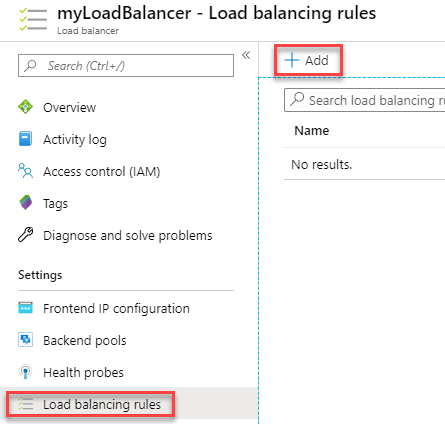 myLoadBalancer - Load balancing rules
Load balancer
Search (Ctrl+/)
«
Add
Overview
Activity log
Access control (IAM)
Tags
Diagnose and solve problems
Settings
Frontend IP configuration
Backend pools
Health probes
Load balancing rules
Search load balancing ru
Name
No results.